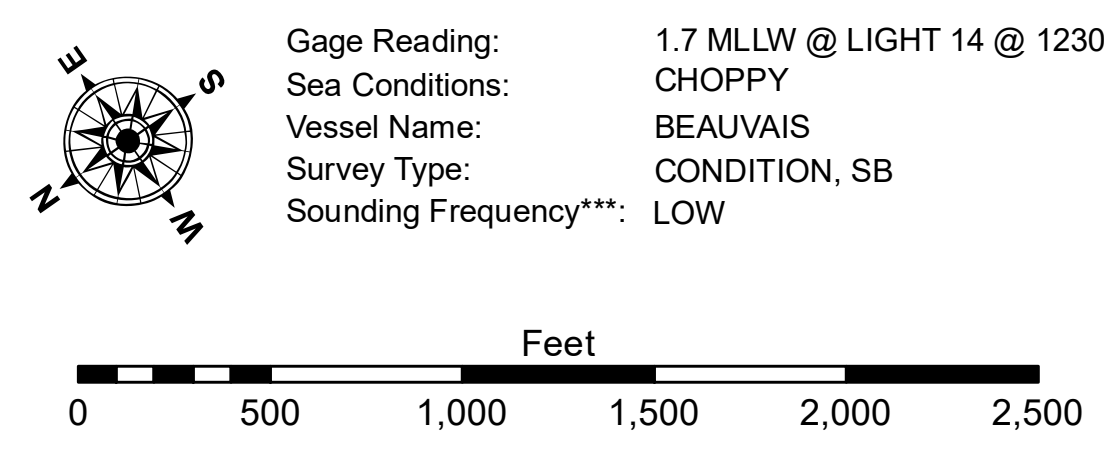 E
S
N
W
Gage Reading: 1.7 MLLW @ LIGHT 14 @ 1230
Sea Conditions: CHOPPY
Vessel Name: BEAUVAIS
Survey Type: CONDITION, SB
Sounding Frequency***: LOW
Feet
0 500 1,000 1,500 2,000 2,500